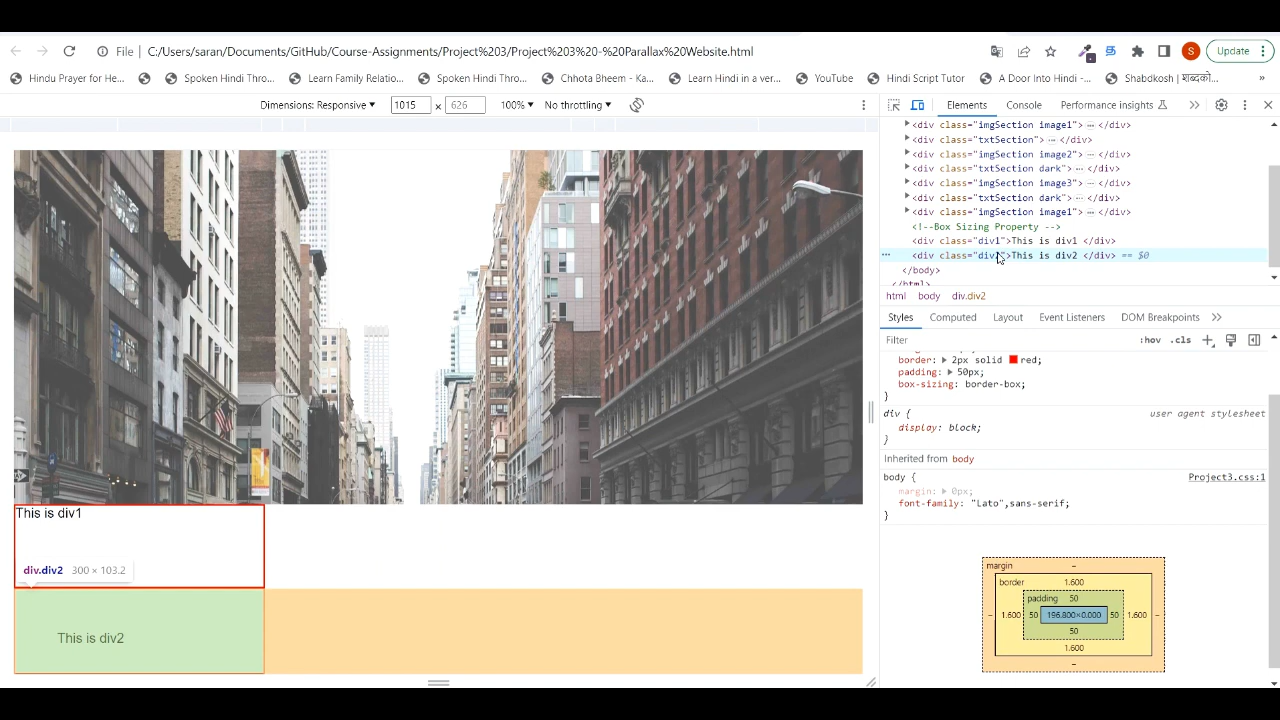 File C:/Users/saran/Documents/GitHub/Course-Assignments/Project%203/Project%203%20-%20Parallax%20Website.html S Update
Hindu Prayer for He... Spoken Hindi Thro... Learn Family Relatio... Spoken Hindi Thro... Chhota Bheem - Ka... Learn Hindi in a ver... YouTube Hindi Script Tutor A Door Into Hindi -... Shabdkosh | शब्दको... »
Dimensions: Responsive 1015 x 626 100% No throttling
Elements Console Performance insights
<div class="imgSection image1"> … </div>
<div class="txtSection"> … </div>
<div class="imgSection image2"> … </div>
<div class="txtSection dark"> … </div>
<div class="imgSection image3"> … </div>
<div class="txtSection dark"> … </div>
<div class="imgSection image1"> … </div>
<!--Box Sizing Property -->
<div class="div1">This is div1 </div>
<div class="div2">This is div2 </div> == $0
</body>
</html>
html body div.div2
Styles Computed Layout Event Listeners DOM Breakpoints
Filter :hov .cls
border: 2px solid red;
padding: 50px;
box-sizing: border-box;
}
div { user agent stylesheet
display: block;
}
Inherited from body
body { Project3.css:1
margin: 0px;
font-family: "Lato",sans-serif;
}
margin -
border 1.600
padding 50
- 1.600 50 196.800×0.000 50 1.600 -
50
1.600
-
This is div1
div.div2 300 × 103.2
This is div2